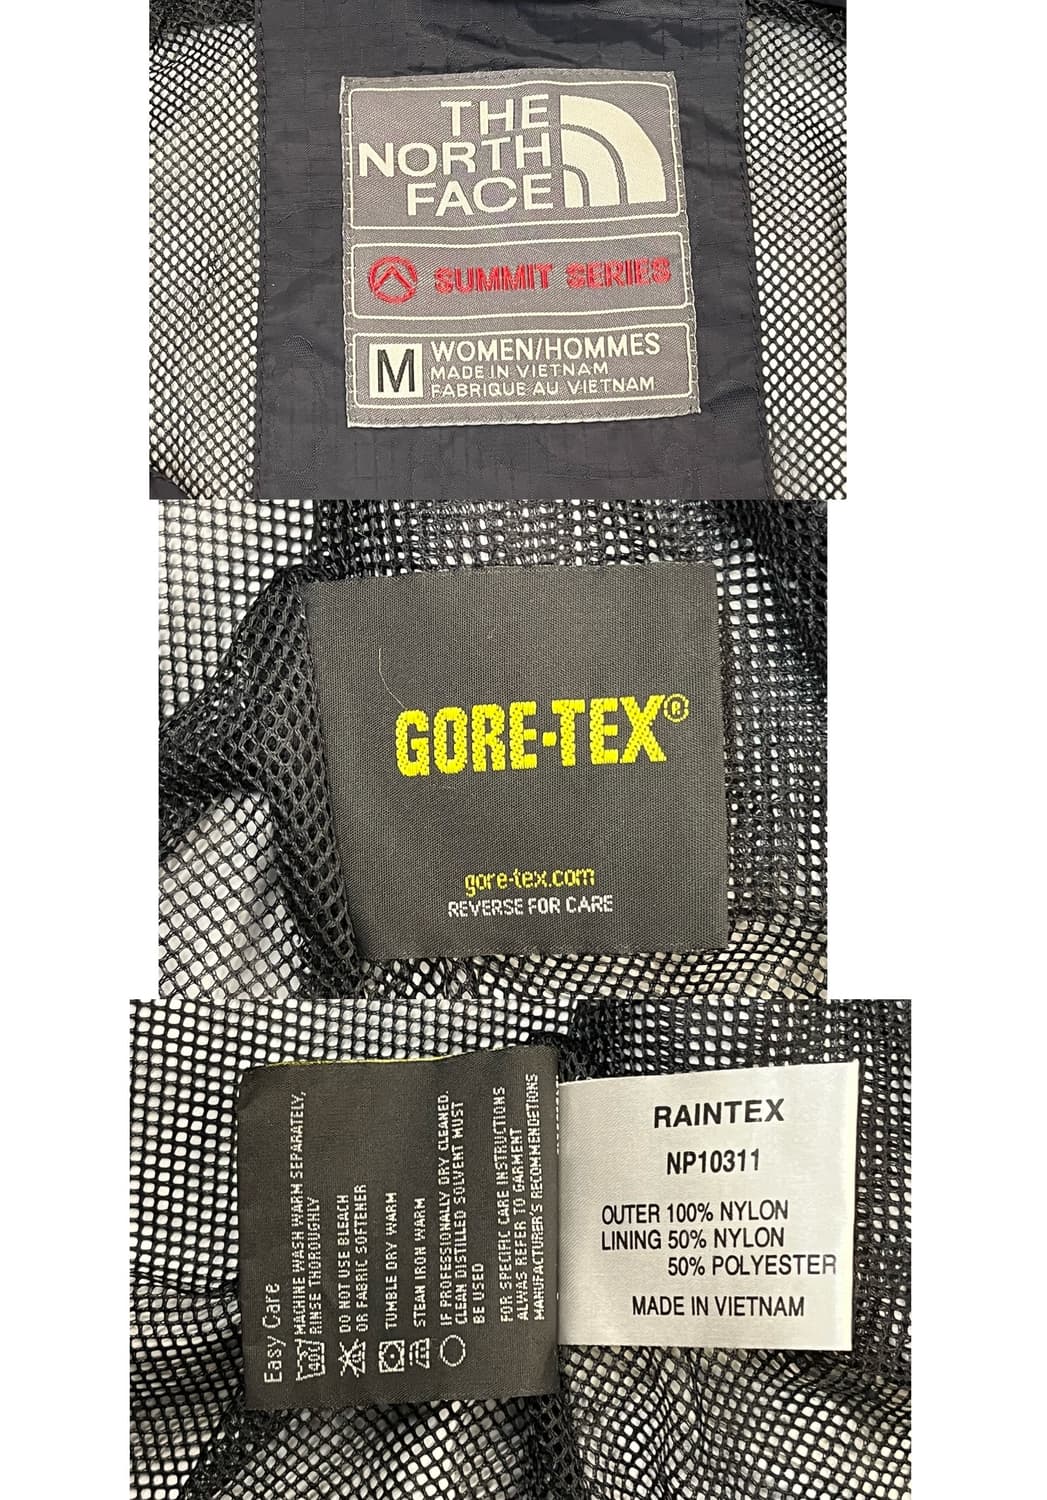 THE
NORTH
FACE
SUMMIT SERIES
M
WOMEN/HOMMES
MADE IN VIETNAM
FABRIQUE AU VIETNAM
GORE-TEX®
gore-tex.com
REVERSE FOR CARE
Easy Care
40
MACHINE WASH WARM SEPARATELY,
RINSE THOROUGHLY
DO NOT USE BLEACH
OR FABRIC SOFTENER
TUMBLE DRY WARM
STEAN IRON WARM
IF PROFESSIONALLY DRY CLEANED.
CLEAN DISTILLED SOLVENT MUST
BE USED
FOR SPECIFIC CARE INSTRUCTIONS
ALWAS REFER TO GARMENT
MANUFACTURER'S RECOMMENDETIONS
RAINTEX
NP10311
OUTER 100% NYLON
LINING 50% NYLON
50% POLYESTER
MADE IN VIETNAM